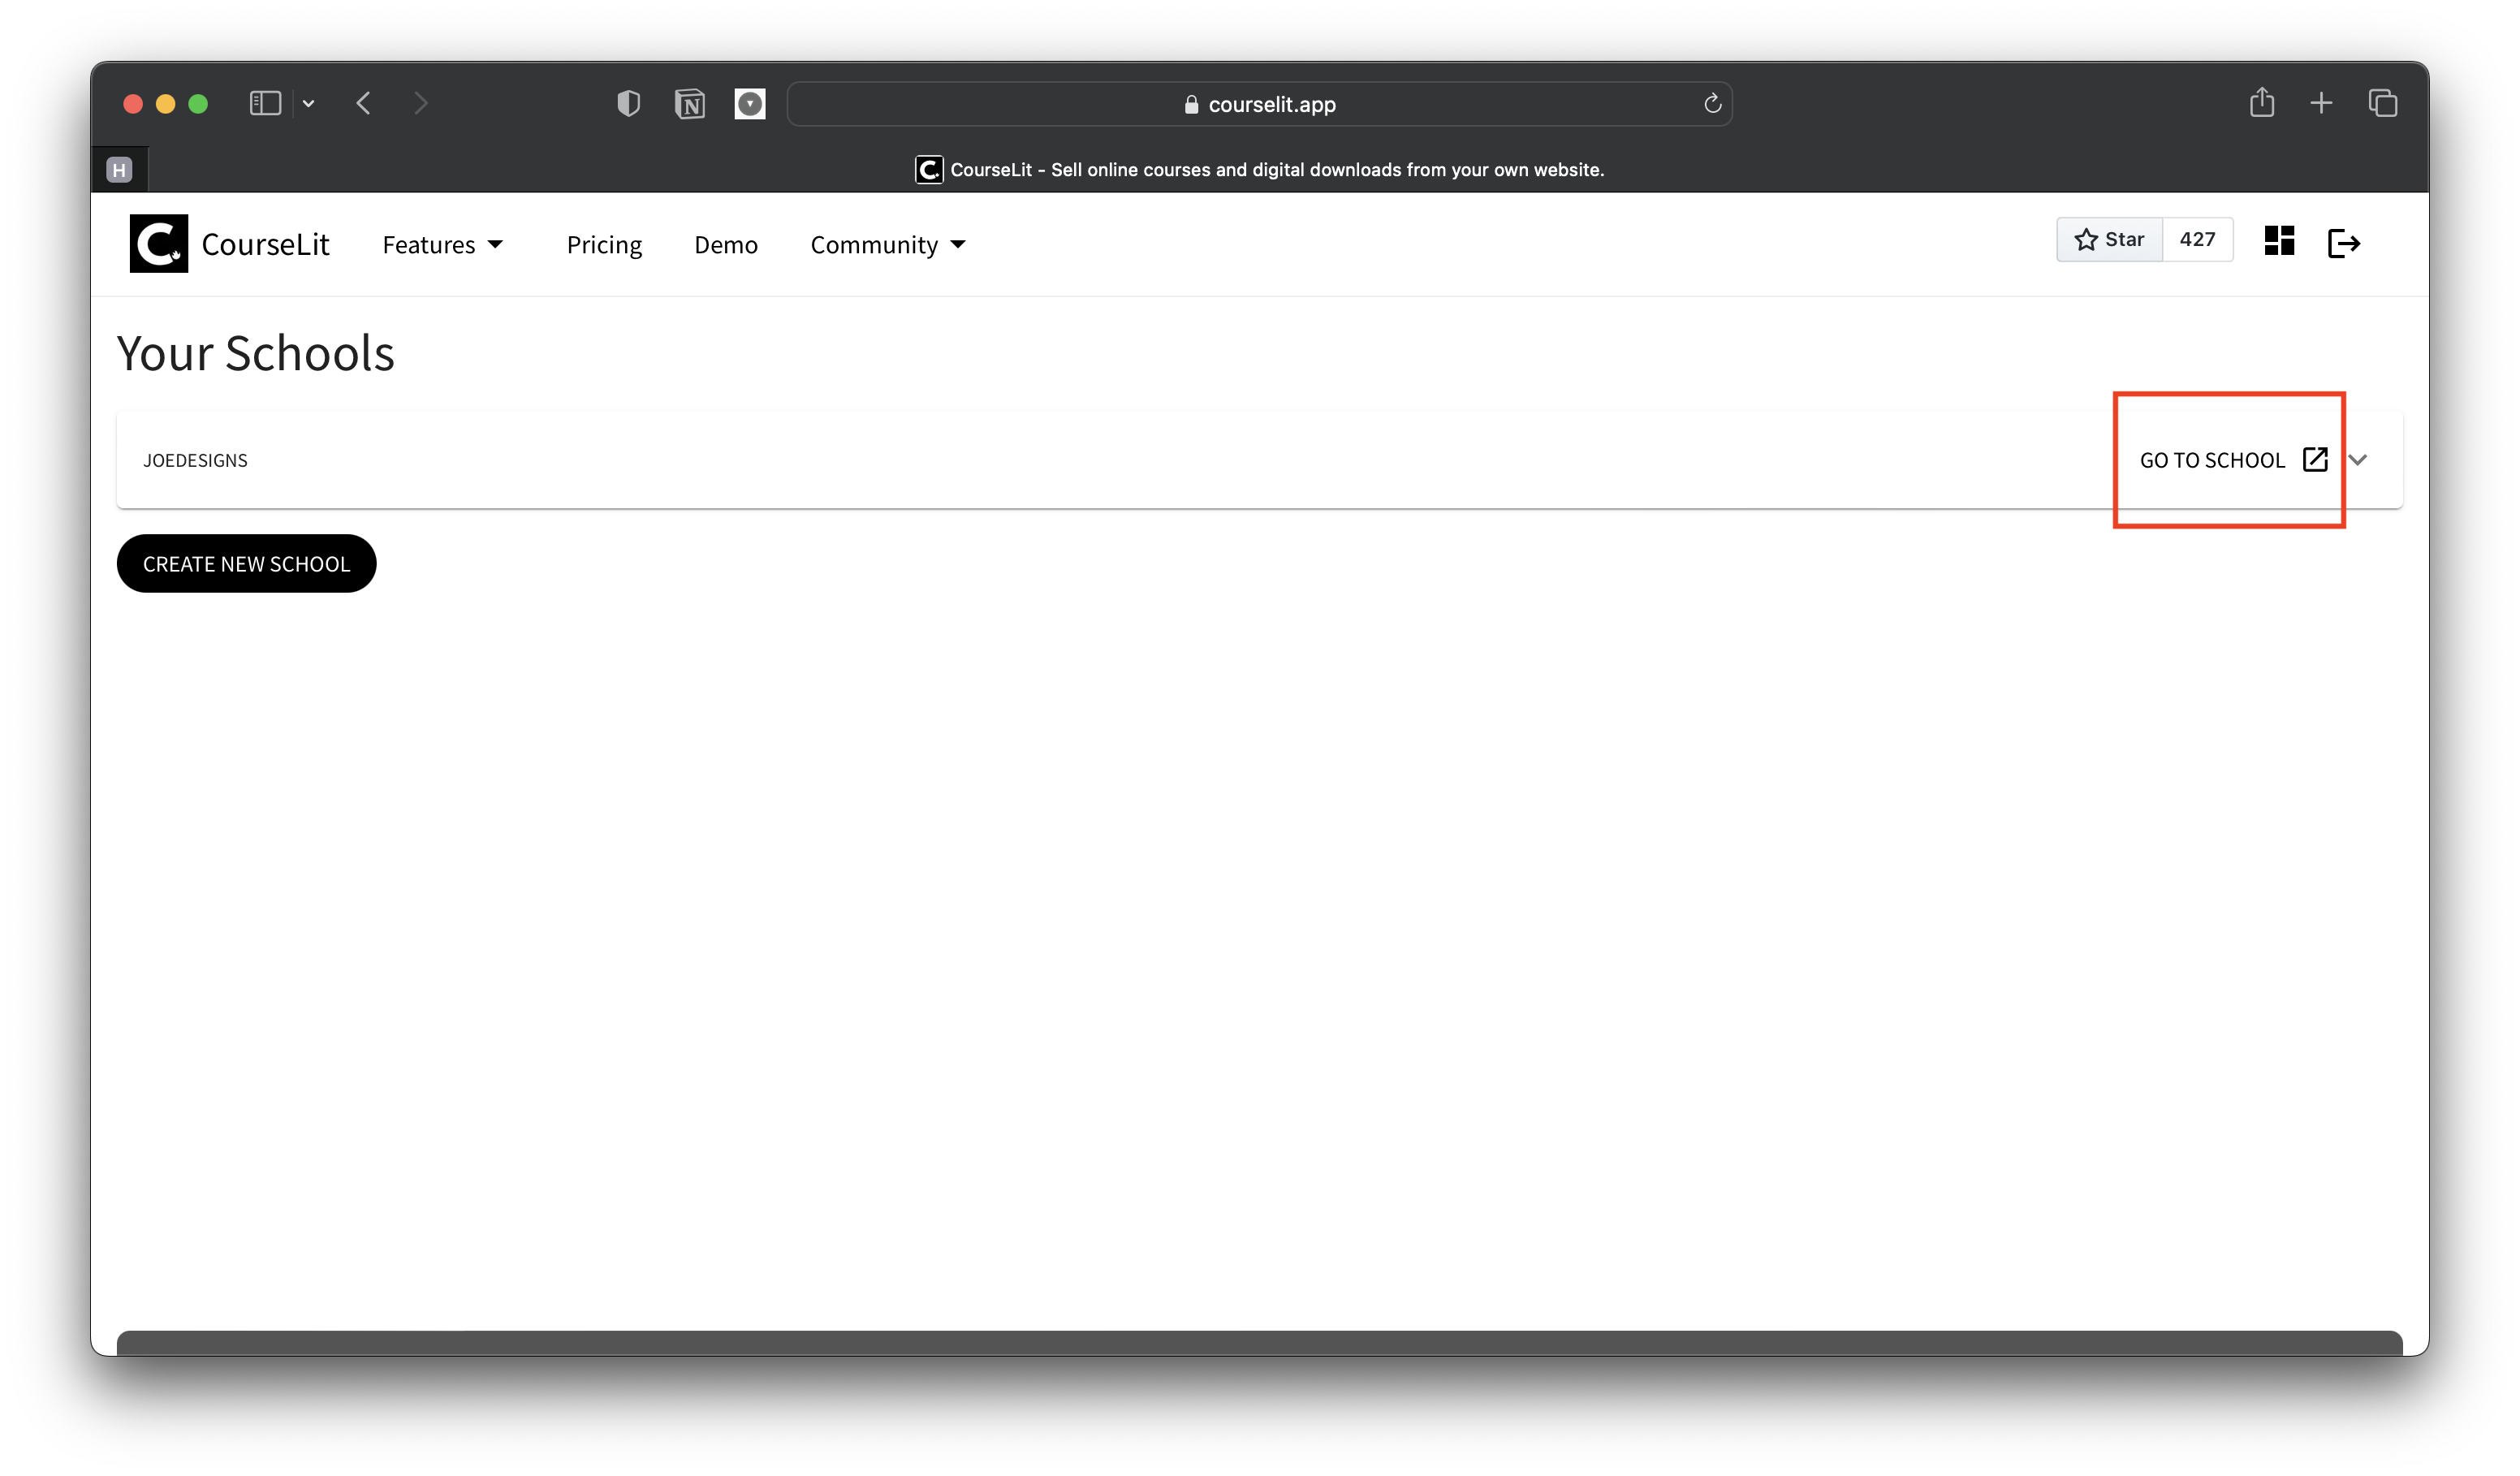 courselit.app
H
C. CourseLit - Sell online courses and digital downloads from your own website.
C CourseLit Features Pricing Demo Community Star 427
Your Schools
JOEDESIGNS GO TO SCHOOL
CREATE NEW SCHOOL